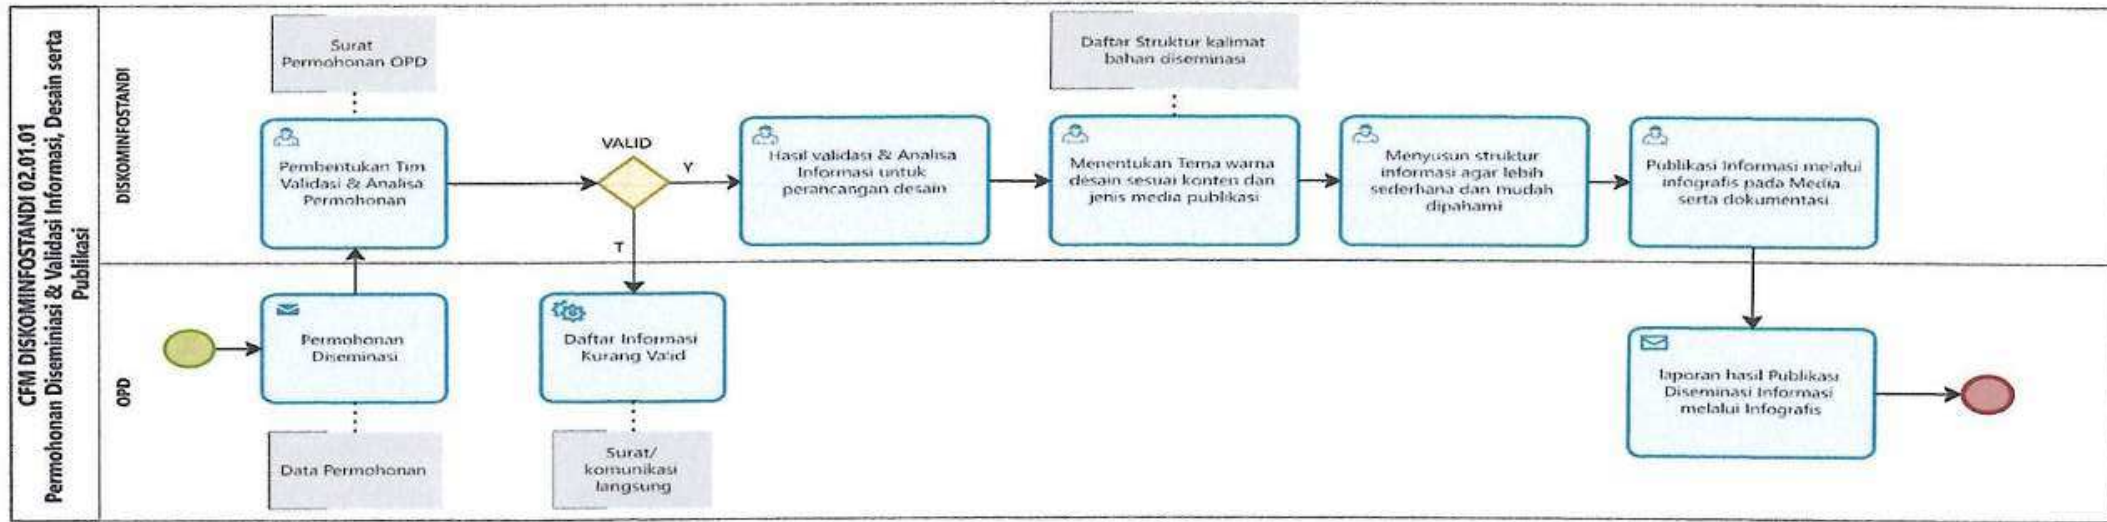 CFM DISKOMINFOSTANDI 02.01.01
Permohonan Diseminiasi & Validasi Informasi, Desain serta
Publikasi
DISKOMINFOSTANDI
Surat
Permohonan OPD
Pembentukan Tim
Validasi & Analisa
Permohonan
VALID
Y
T
Hasil validasi & Analisa
Informasi untuk
perancangan desain
Daftar Struktur kalimat
bahan diseminasi
Menentukan Tema warna
desain sesuai konten dan
jenis media publikasi
Menyusun struktur
informasi agar lebih
sederhana dan mudah
dipahami
Publikasi Informasi melalui
infografis pada Media
serta dokumentasi
OPD
Permohonan
Diseminasi
Data Permohonan
Daftar Informasi
Kurang Valid
Surat/
komunikasi
langsung
laporan hasil Publikasi
Diseminasi Informasi
melalui Infografis